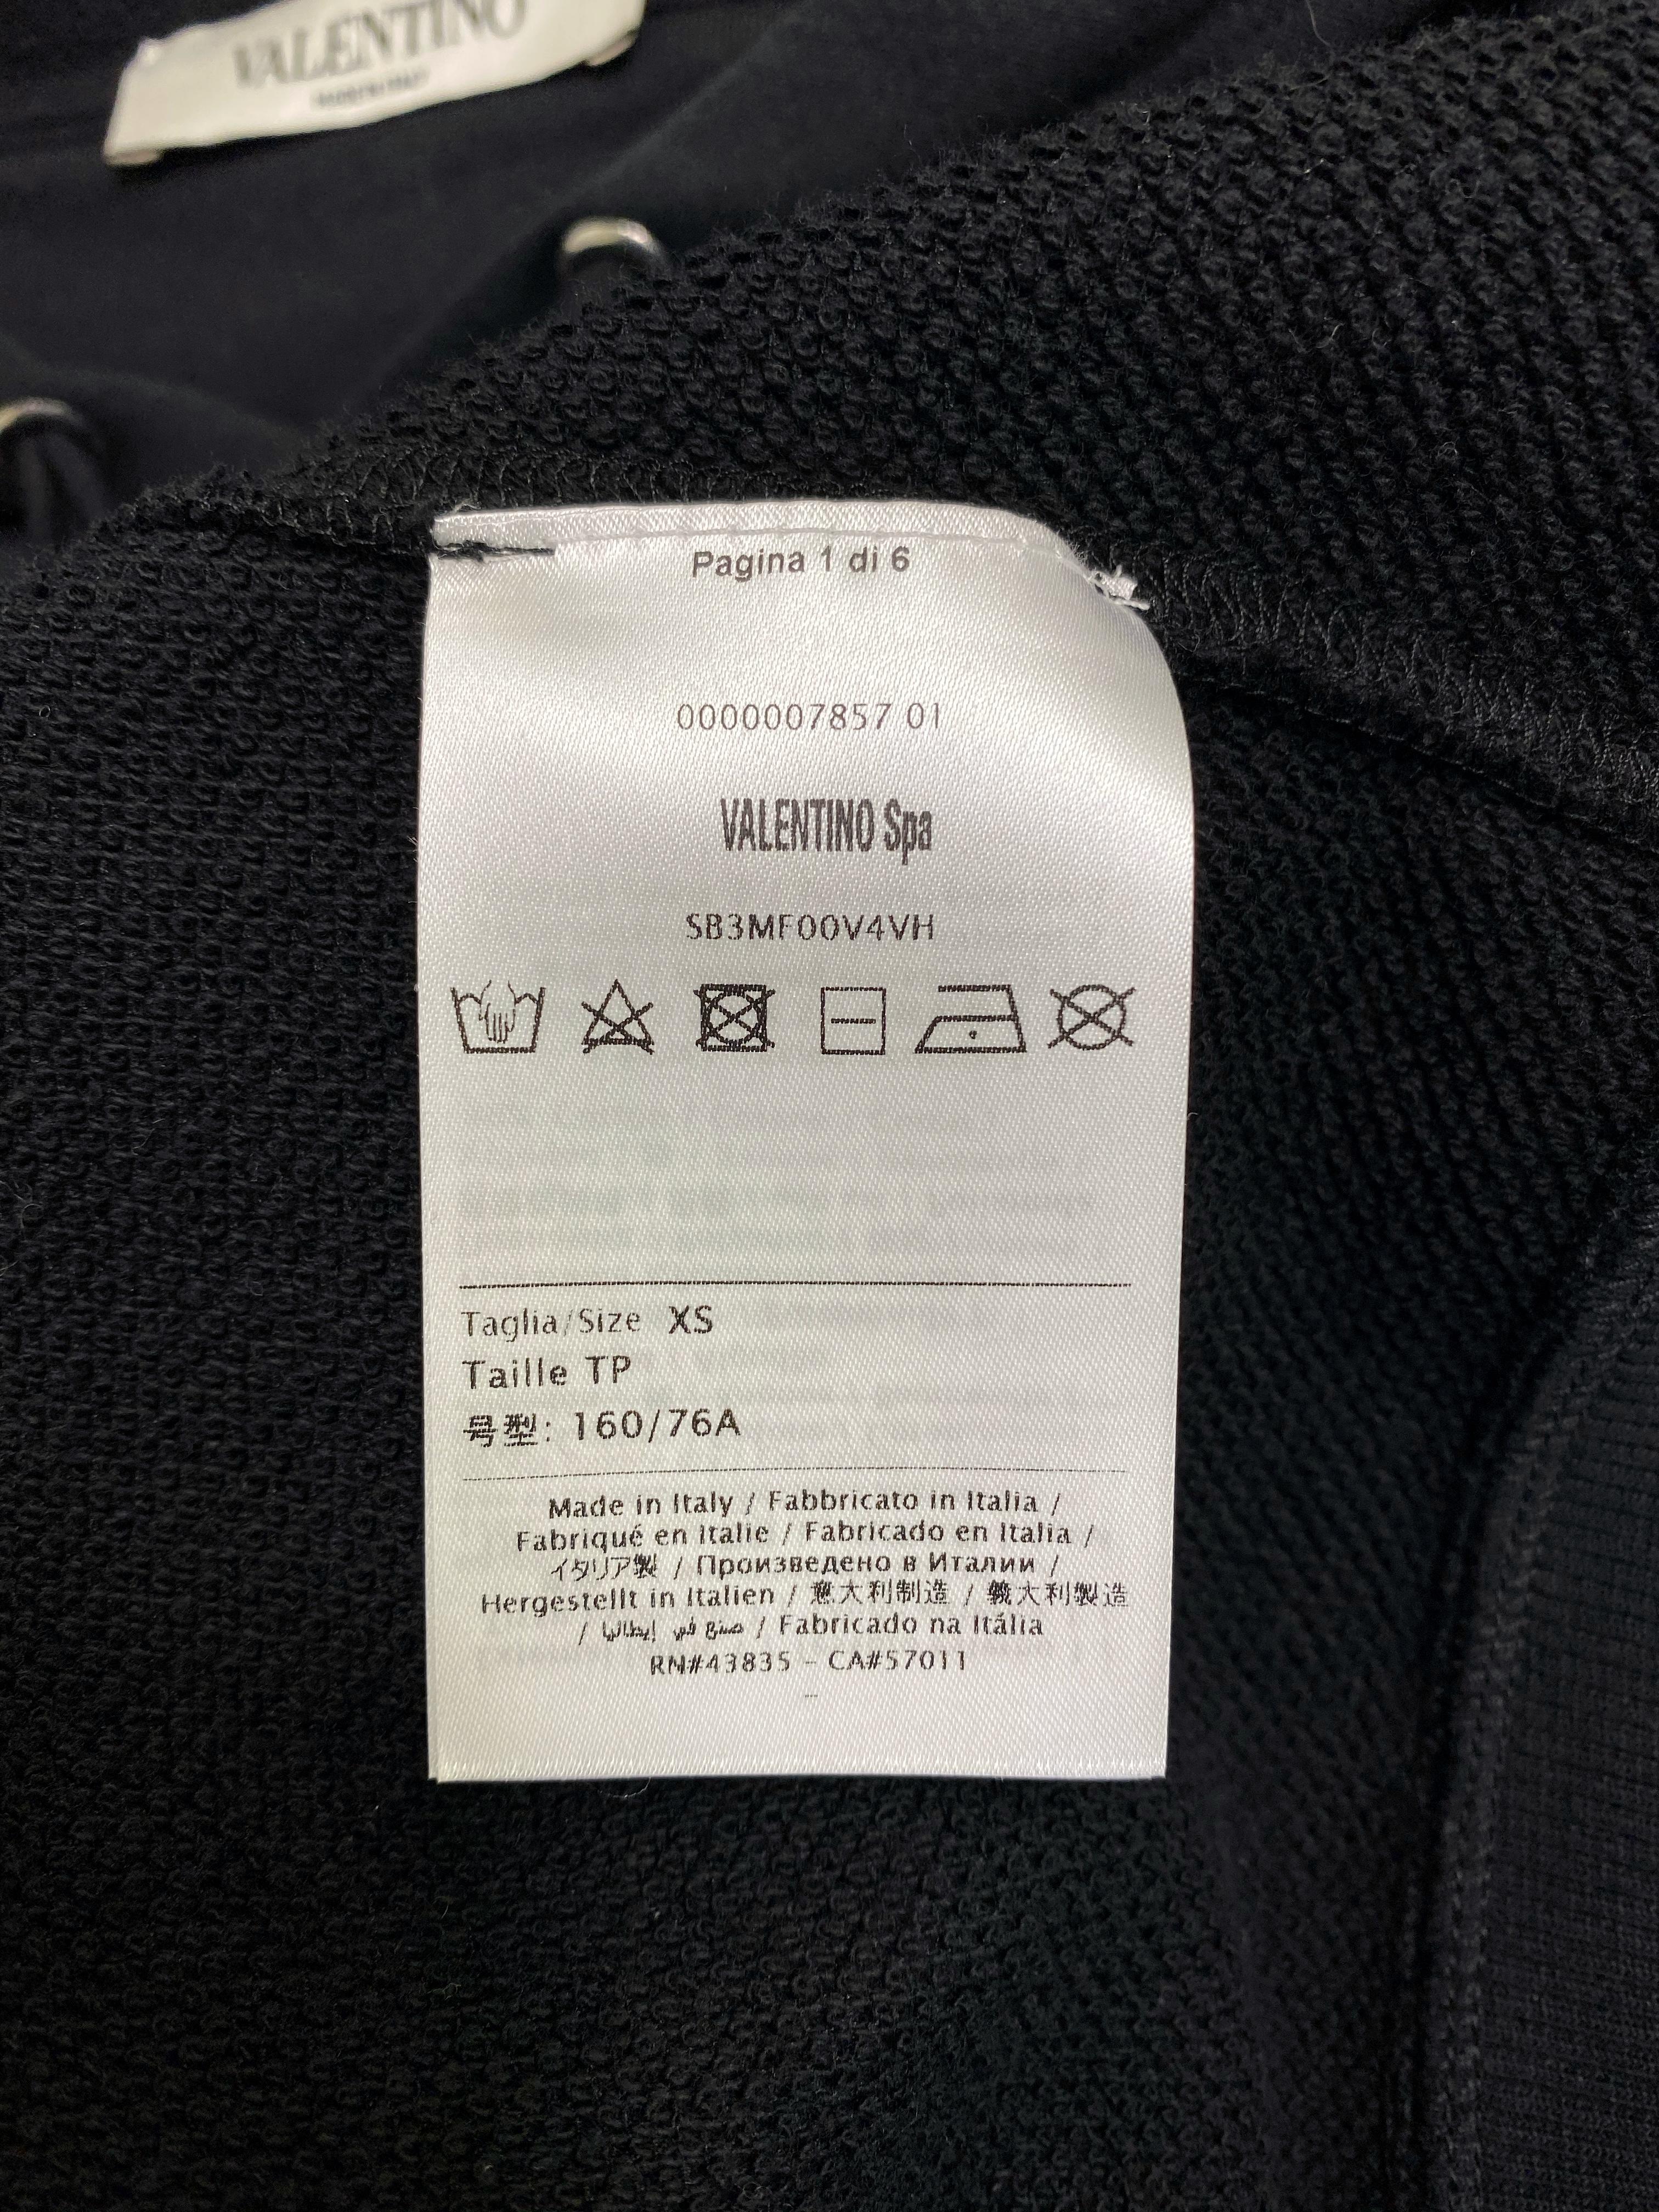 VALENTINO
MADE IN ITALY
Pagina 1 di 6
0000007857 01
VALENTINO Spa
SB3MF00V4VH
Taglia/Size XS
Taille TP
号型: 160/76A
Made in Italy / Fabbricato in Italia /
Fabriqué en Italie / Fabricado en Italia /
イタリア製 / Произведено в Италии /
Hergestellt in Italien / 意大利制造 / 義大利製造
/ صنع في إيطاليا / Fabricado na Itália
RN#43835 - CA#57011